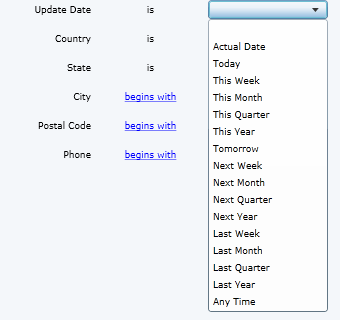 Update Date is
Country is
State is
City begins with
Postal Code begins with
Phone begins with
Actual Date
Today
This Week
This Month
This Quarter
This Year
Tomorrow
Next Week
Next Month
Next Quarter
Next Year
Last Week
Last Month
Last Quarter
Last Year
Any Time